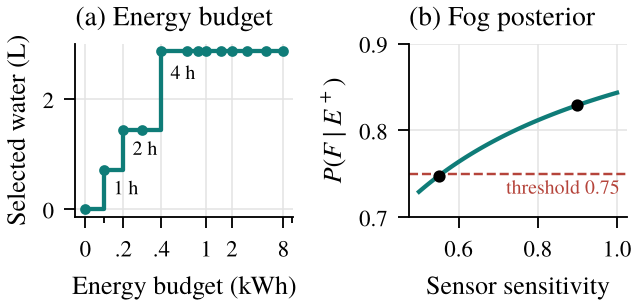 (a) Energy budget
Selected water (L)
2
0
4 h
2 h
1 h
0 .2 .4 1 2 8
Energy budget (kWh)
(b) Fog posterior
P(F | E⁺)
0.9
0.8
0.7
threshold 0.75
0.6 0.8 1.0
Sensor sensitivity